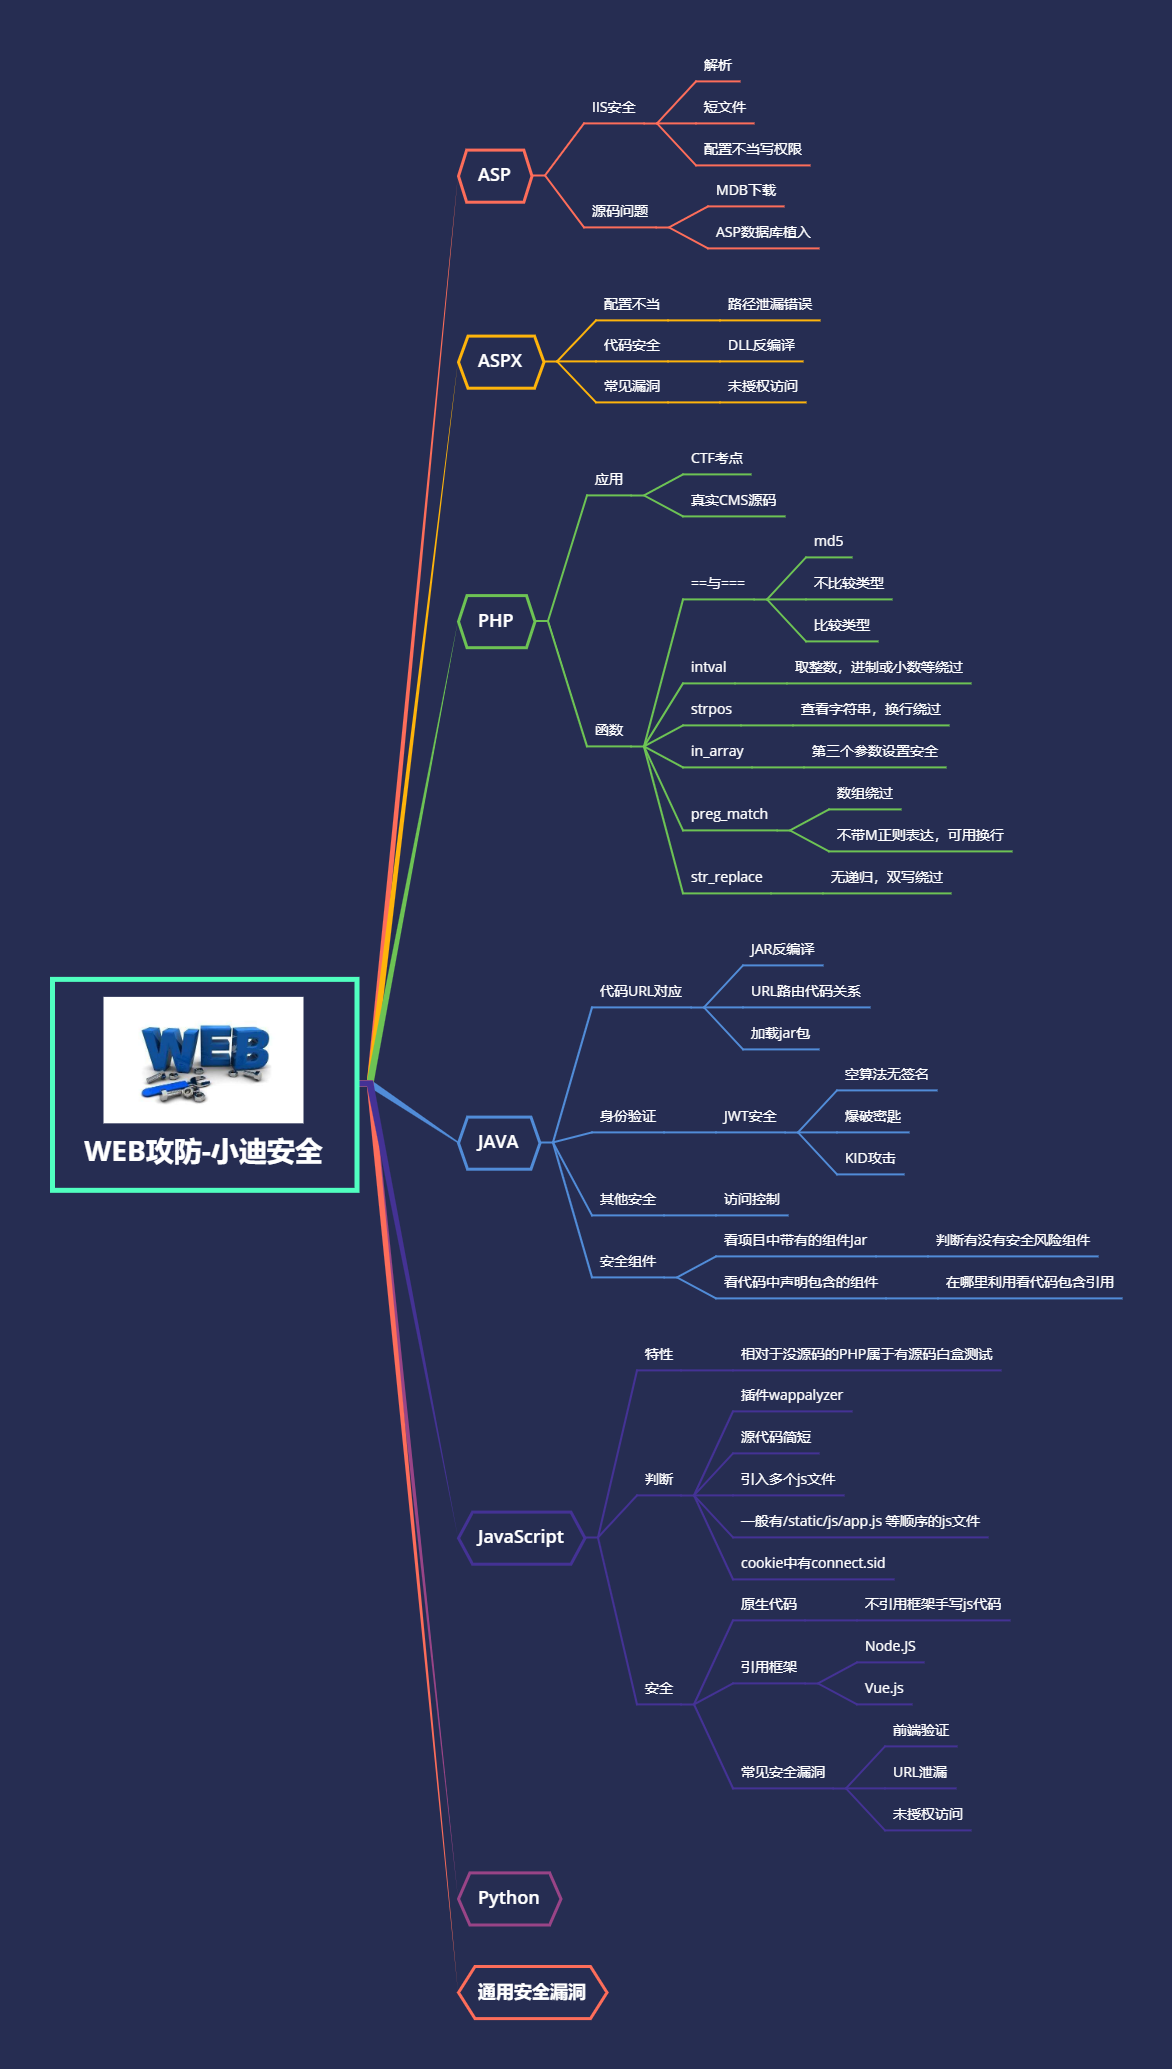 解析
IIS安全
短文件
配置不当写权限
ASP
MDB下载
源码问题
ASP数据库植入
配置不当
路径泄漏错误
ASPX
代码安全
DLL反编译
常见漏洞
未授权访问
CTF考点
应用
真实CMS源码
md5
==与===
不比较类型
PHP
比较类型
intval
取整数，进制或小数等绕过
strpos
查看字符串，换行绕过
函数
in_array
第三个参数设置安全
数组绕过
preg_match
不带M正则表达，可用换行
str_replace
无递归，双写绕过
JAR反编译
代码URL对应
URL路由代码关系
加载jar包
WEB
WEB攻防-小迪安全
空算法无签名
身份验证
JWT安全
爆破密匙
JAVA
KID攻击
其他安全
访问控制
看项目中带有的组件jar
判断有没有安全风险组件
安全组件
看代码中声明包含的组件
在哪里利用看代码包含引用
特性
相对于没源码的PHP属于有源码白盒测试
插件wappalyzer
源代码简短
判断
引入多个js文件
一般有/static/js/app.js 等顺序的js文件
JavaScript
cookie中有connect.sid
原生代码
不引用框架手写js代码
Node.JS
引用框架
安全
Vue.js
前端验证
常见安全漏洞
URL泄漏
未授权访问
Python
通用安全漏洞